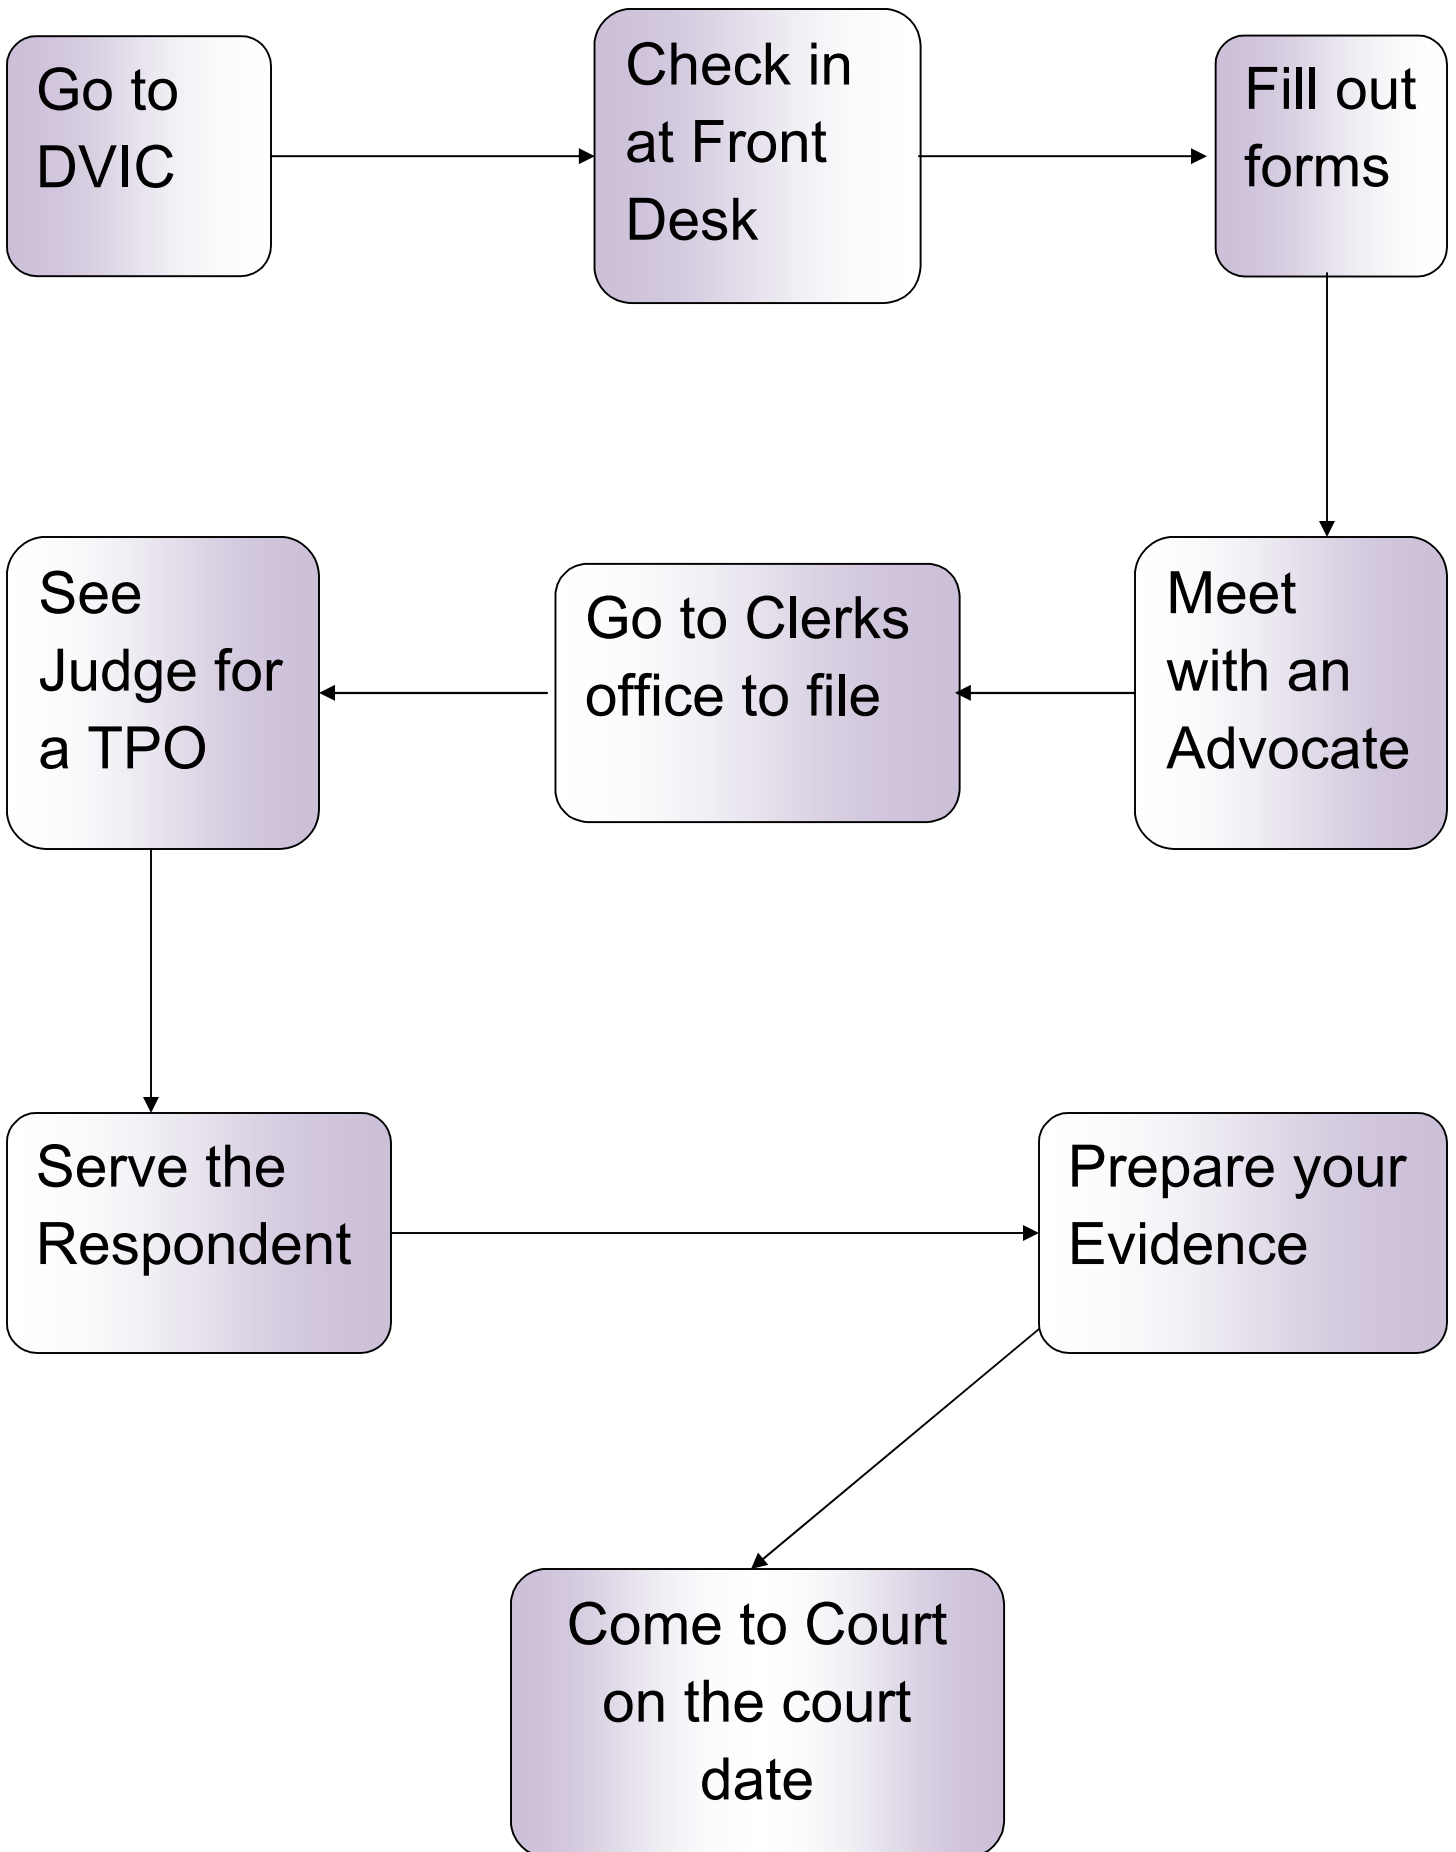 Go to
DVIC
Check in
at Front
Desk
Fill out
forms
Meet
with an
Advocate
Go to Clerks
office to file
See
Judge for
a TPO
Serve the
Respondent
Prepare your
Evidence
Come to Court
on the court
date